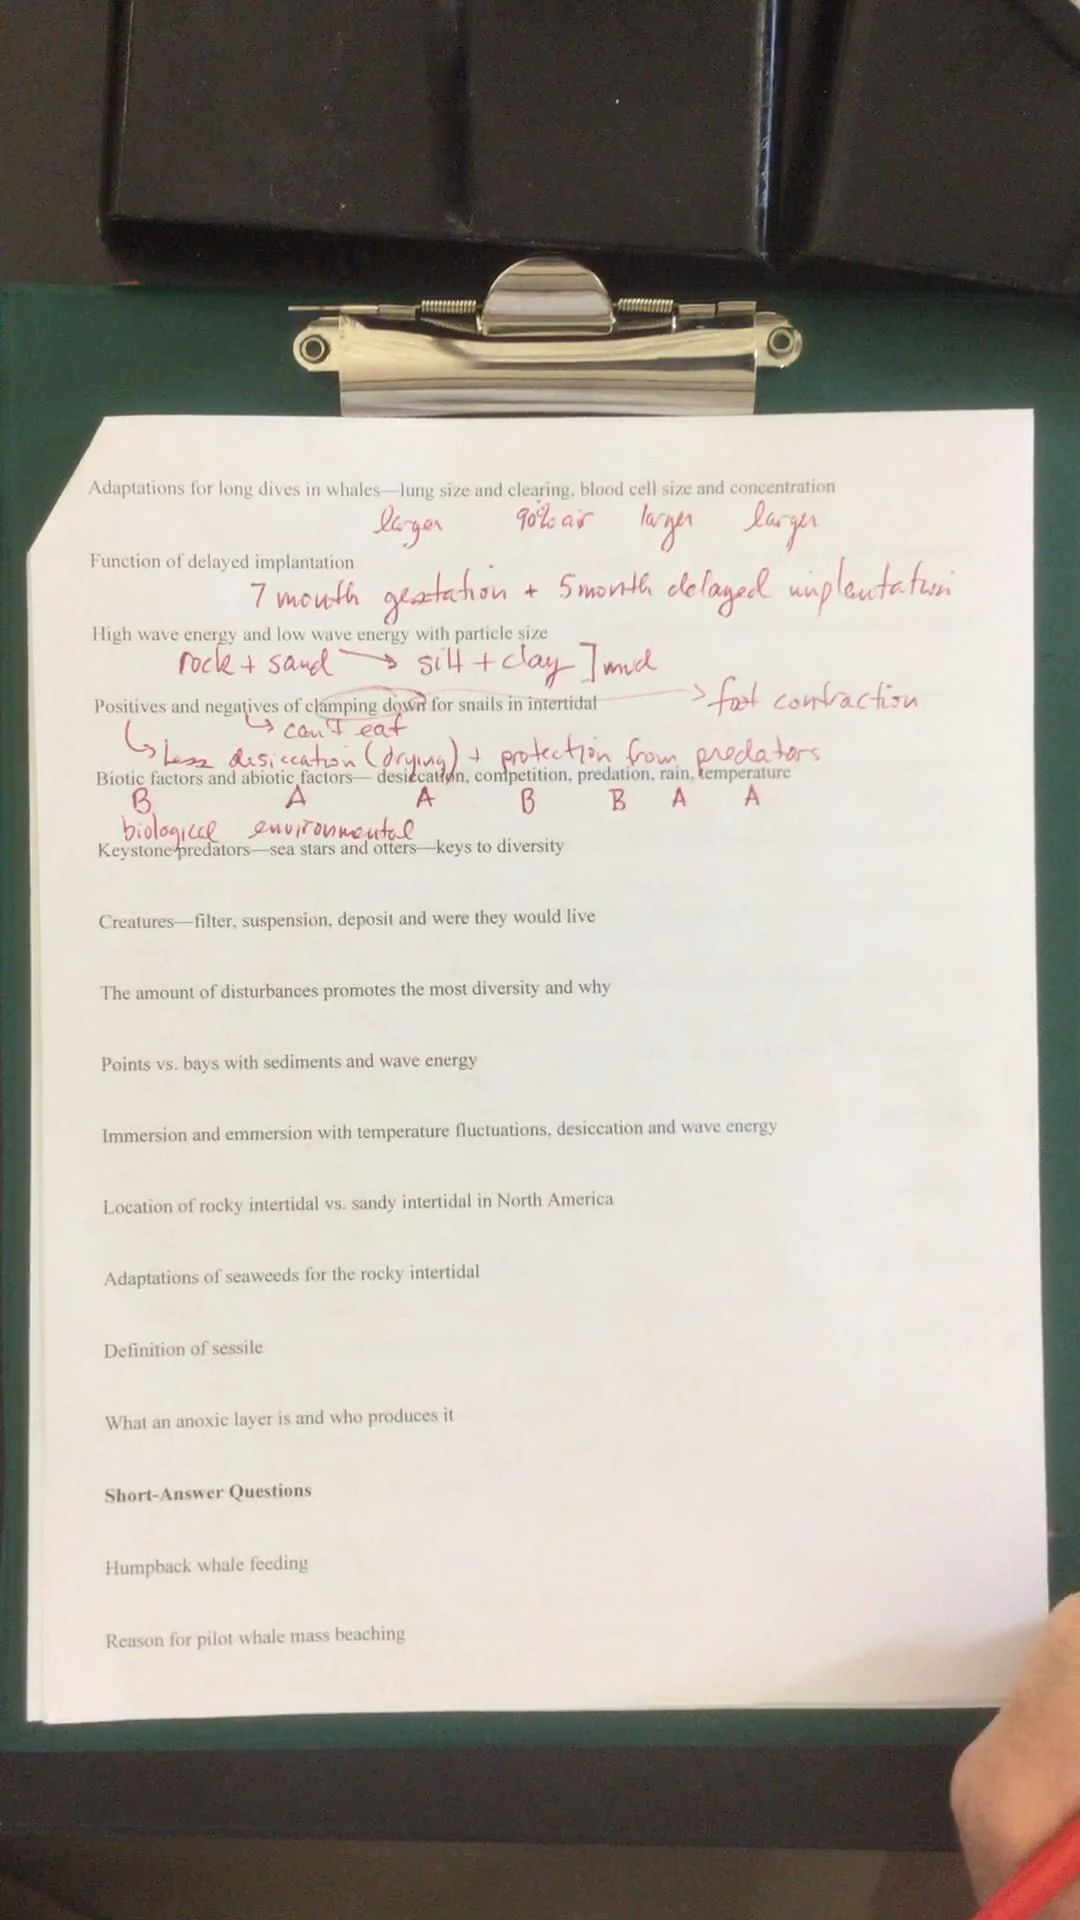 Adaptations for long dives in whales—lung size and clearing, blood cell size and concentration
larger 90% air larger larger
Function of delayed implantation
7 month gestation + 5 month delayed implantation
High wave energy and low wave energy with particle size
rock + sand → silt + clay ] mud
Positives and negatives of clamping down for snails in intertidal → foot contraction
↳ can't eat
↳ Less desiccation (drying) + protection from predators
Biotic factors and abiotic factors— desiccation, competition, predation, rain, temperature
B A A B B A A
biological environmental
Keystone predators—sea stars and otters—keys to diversity
Creatures—filter, suspension, deposit and were they would live
The amount of disturbances promotes the most diversity and why
Points vs. bays with sediments and wave energy
Immersion and emmersion with temperature fluctuations, desiccation and wave energy
Location of rocky intertidal vs. sandy intertidal in North America
Adaptations of seaweeds for the rocky intertidal
Definition of sessile
What an anoxic layer is and who produces it
Short-Answer Questions
Humpback whale feeding
Reason for pilot whale mass beaching